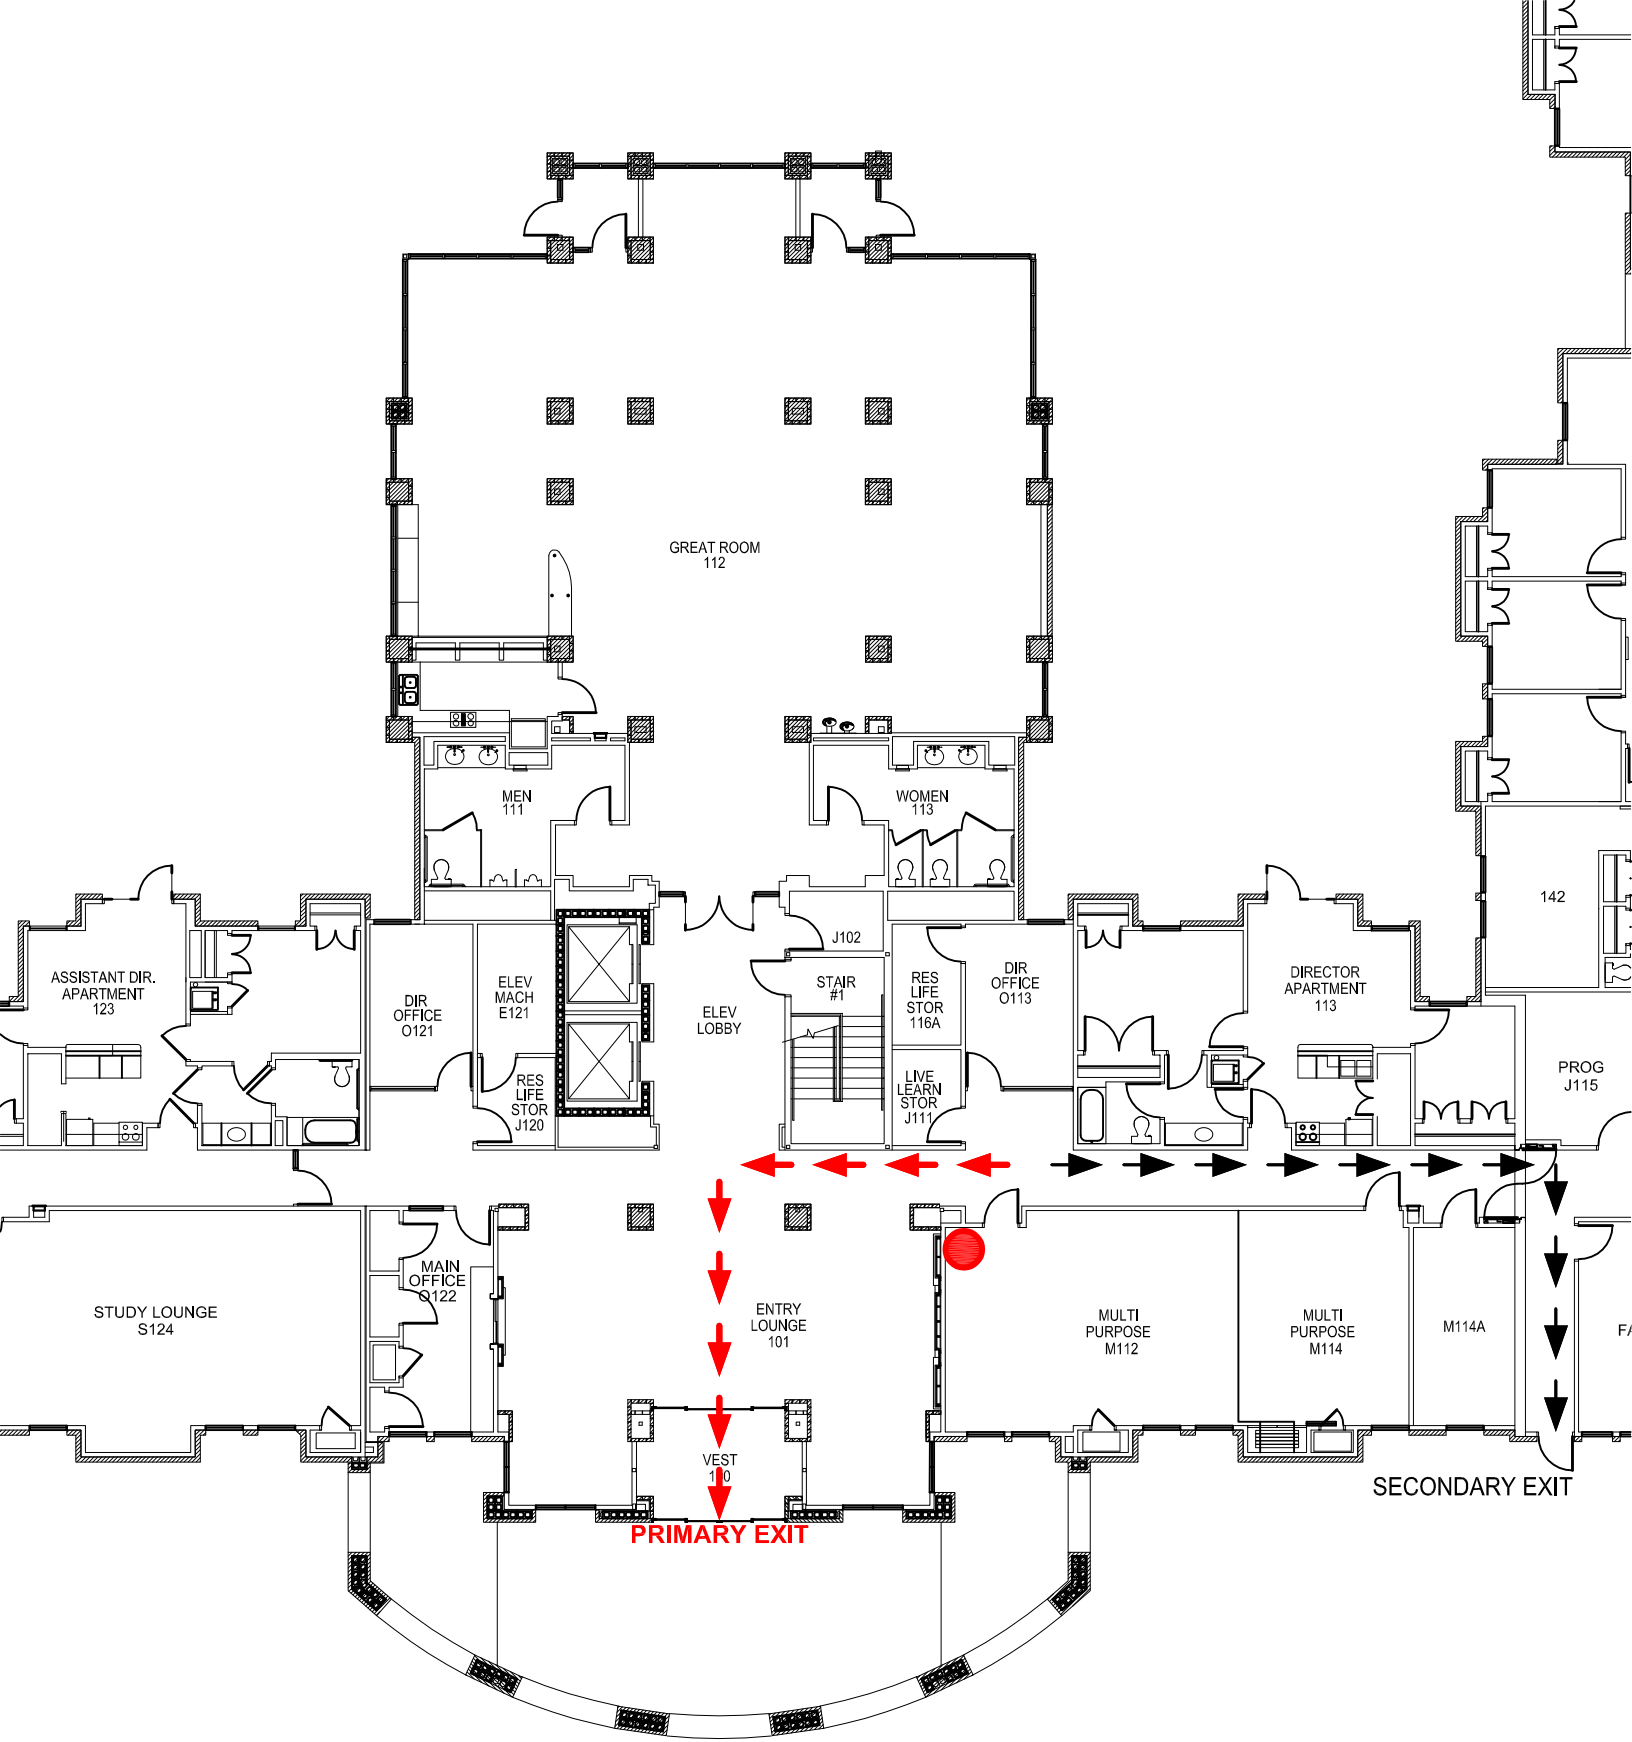 GREAT ROOM
112
MEN
111
WOMEN
113
142
J102
ASSISTANT DIR.
APARTMENT
123
DIR
OFFICE
O121
ELEV
MACH
E121
ELEV
LOBBY
STAIR
#1
RES
LIFE
STOR
116A
DIR
OFFICE
O113
DIRECTOR
APARTMENT
113
RES
LIFE
STOR
J120
LIVE
LEARN
STOR
J111
PROG
J115
STUDY LOUNGE
S124
MAIN
OFFICE
O122
ENTRY
LOUNGE
101
MULTI
PURPOSE
M112
MULTI
PURPOSE
M114
M114A
FA
VEST
100
SECONDARY EXIT
PRIMARY EXIT